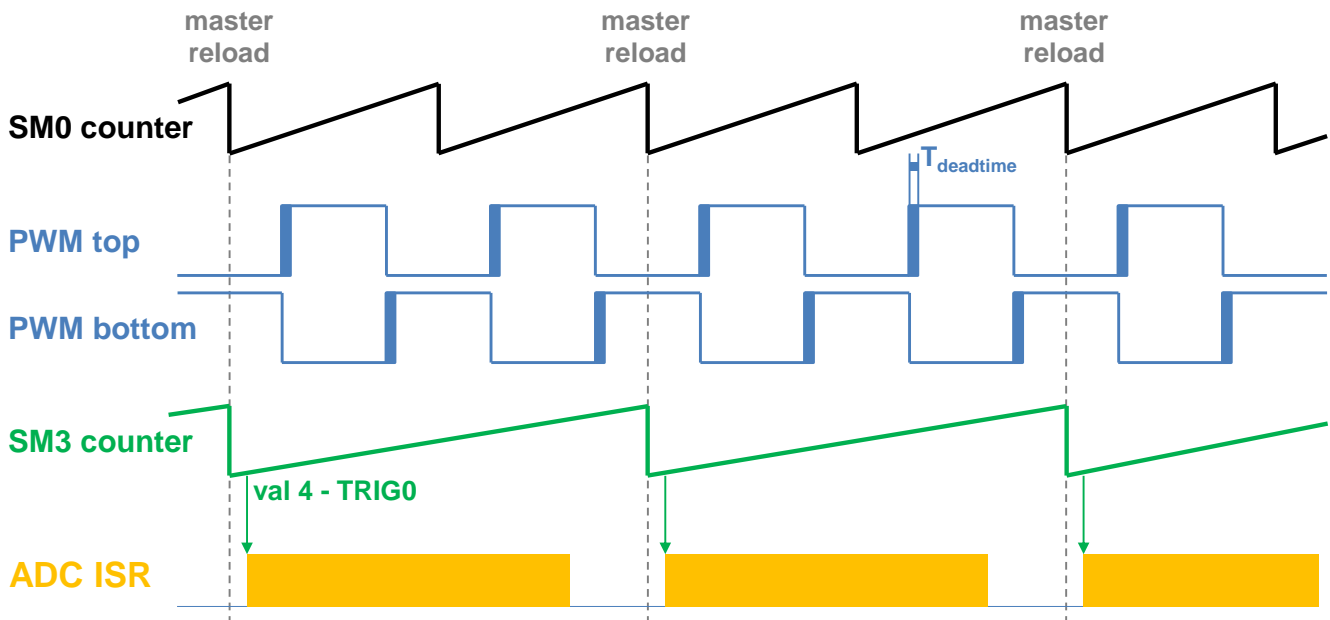 master
reload
master
reload
master
reload
SM0 counter
Tdeadtime
PWM top
PWM bottom
SM3 counter
val 4 - TRIG0
ADC ISR